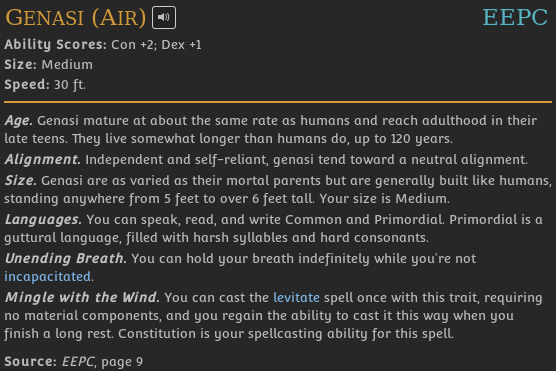 Genasi (Air) EEPC
Ability Scores: Con +2; Dex +1
Size: Medium
Speed: 30 ft.
Age. Genasi mature at about the same rate as humans and reach adulthood in their
late teens. They live somewhat longer than humans do, up to 120 years.
Alignment. Independent and self-reliant, genasi tend toward a neutral alignment.
Size. Genasi are as varied as their mortal parents but are generally built like humans,
standing anywhere from 5 feet to over 6 feet tall. Your size is Medium.
Languages. You can speak, read, and write Common and Primordial. Primordial is a
guttural language, filled with harsh syllables and hard consonants.
Unending Breath. You can hold your breath indefinitely while you're not
incapacitated.
Mingle with the Wind. You can cast the levitate spell once with this trait, requiring
no material components, and you regain the ability to cast it this way when you
finish a long rest. Constitution is your spellcasting ability for this spell.
Source: EEPC, page 9